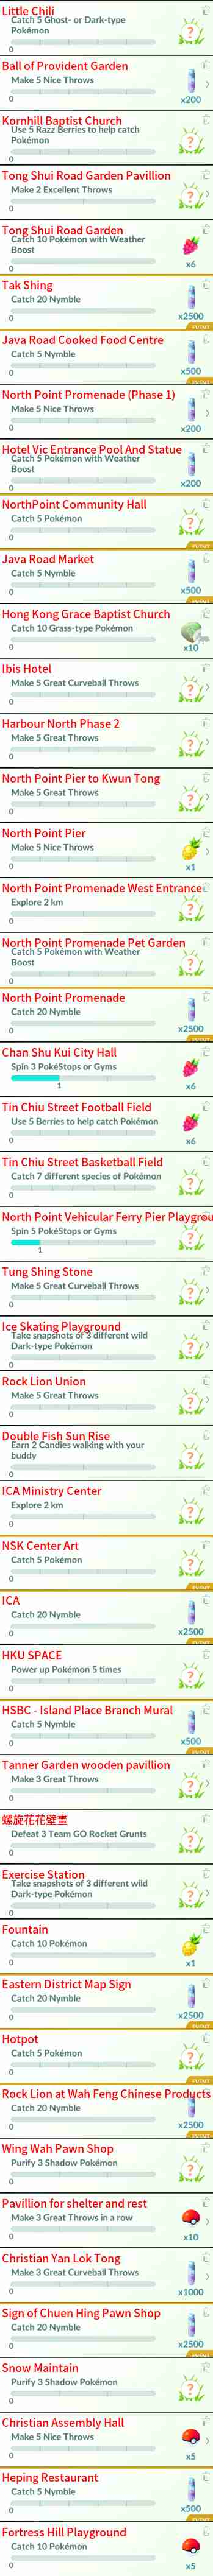 Little Chili
Catch 5 Ghost- or Dark-type
Pokémon
0
Ball of Provident Garden
Make 5 Nice Throws
0
x200
Kornhill Baptist Church
Use 5 Razz Berries to help catch
Pokémon
0
Tong Shui Road Garden Pavillion
Make 2 Excellent Throws
0
Tong Shui Road Garden
Catch 10 Pokémon with Weather
Boost
0
x6
Tak Shing
Catch 20 Nymble
0
x2500
EVENT
Java Road Cooked Food Centre
Catch 5 Nymble
0
x500
EVENT
North Point Promenade (Phase 1)
Make 5 Nice Throws
0
x200
Hotel Vic Entrance Pool And Statue
Catch 5 Pokémon with Weather
Boost
0
x200
NorthPoint Community Hall
Catch 5 Pokémon
0
EVENT
Java Road Market
Catch 5 Nymble
0
x500
EVENT
Hong Kong Grace Baptist Church
Catch 10 Grass-type Pokémon
0
x10
Ibis Hotel
Make 5 Great Curveball Throws
0
Harbour North Phase 2
Make 5 Great Throws
0
North Point Pier to Kwun Tong
Make 5 Great Throws
0
North Point Pier
Make 5 Nice Throws
0
x1
North Point Promenade West Entrance
Explore 2 km
0
North Point Promenade Pet Garden
Catch 5 Pokémon with Weather
Boost
0
North Point Promenade
Catch 20 Nymble
0
x2500
EVENT
Chan Shu Kui City Hall
Spin 3 PokéStops or Gyms
1
x6
Tin Chiu Street Football Field
Use 5 Berries to help catch Pokémon
0
x6
Tin Chiu Street Basketball Field
Catch 7 different species of Pokémon
0
North Point Vehicular Ferry Pier Playgrou
Spin 5 PokéStops or Gyms
1
Tung Shing Stone
Make 5 Great Curveball Throws
0
Ice Skating Playground
Take snapshots of 3 different wild
Dark-type Pokémon
0
Rock Lion Union
Make 5 Great Throws
0
Double Fish Sun Rise
Earn 2 Candies walking with your
buddy
0
ICA Ministry Center
Explore 2 km
0
NSK Center Art
Catch 5 Pokémon
0
EVENT
ICA
Catch 20 Nymble
0
x2500
EVENT
HKU SPACE
Power up Pokémon 5 times
0
HSBC - Island Place Branch Mural
Catch 5 Nymble
0
x500
EVENT
Tanner Garden wooden pavillion
Make 3 Great Throws
0
螺旋花花壁畫
Defeat 3 Team GO Rocket Grunts
0
Exercise Station
Take snapshots of 3 different wild
Dark-type Pokémon
0
Fountain
Catch 10 Pokémon
0
x1
Eastern District Map Sign
Catch 20 Nymble
0
x2500
EVENT
Hotpot
Catch 5 Pokémon
0
EVENT
Rock Lion at Wah Feng Chinese Products
Catch 20 Nymble
0
x2500
EVENT
Wing Wah Pawn Shop
Purify 3 Shadow Pokémon
0
Pavillion for shelter and rest
Make 3 Great Throws in a row
0
x10
Christian Yan Lok Tong
Make 3 Great Curveball Throws
0
x1000
Sign of Chuen Hing Pawn Shop
Catch 20 Nymble
0
x2500
EVENT
Snow Maintain
Purify 3 Shadow Pokémon
0
Christian Assembly Hall
Make 5 Nice Throws
0
x5
Heping Restaurant
Catch 5 Nymble
0
x500
EVENT
Fortress Hill Playground
Catch 10 Pokémon
0
x5